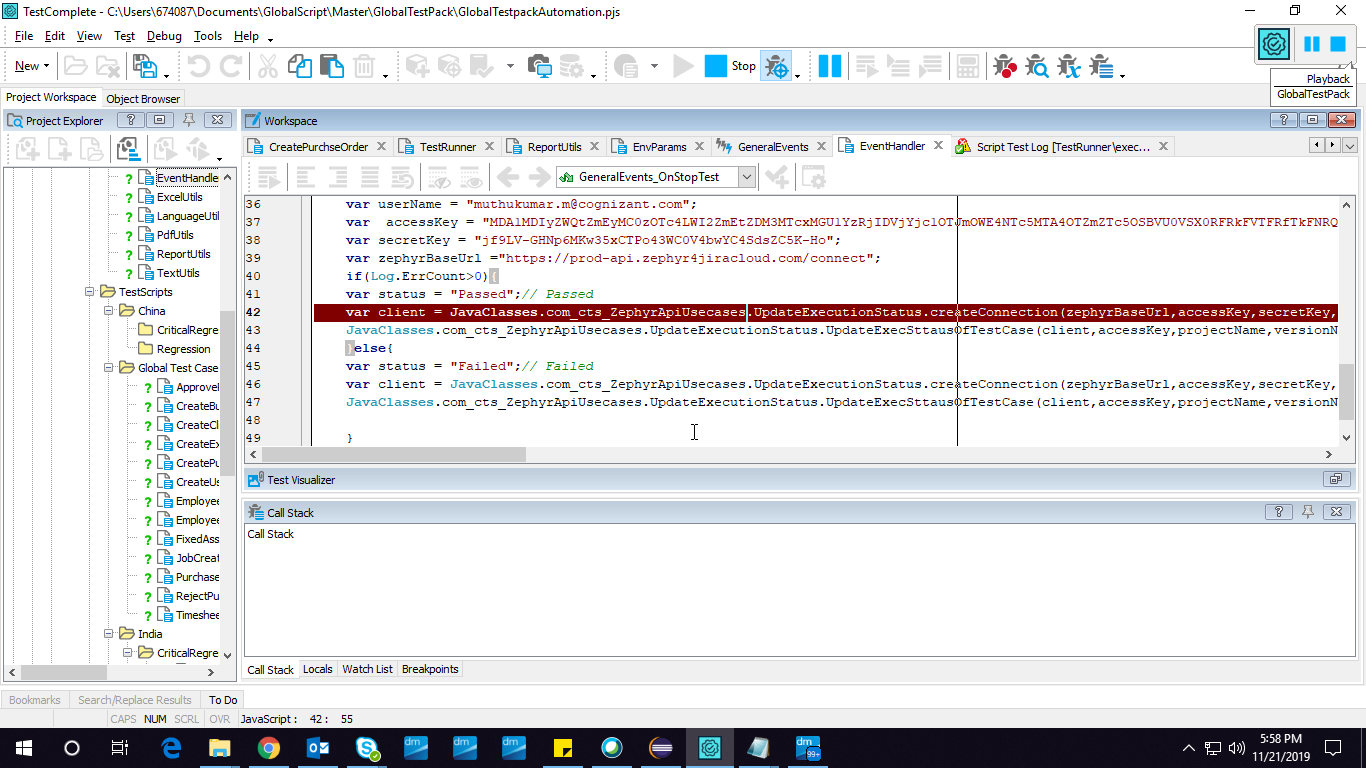 TestComplete - C:\Users\674087\Documents\GlobalScript\Master\GlobalTestPack\GlobalTestpackAutomation.pjs
File Edit View Test Debug Tools Help
New Stop
Playback
GlobalTestPack
Project Workspace Object Browser
Project Explorer
Workspace
CreatePurchseOrder TestRunner ReportUtils EnvParams GeneralEvents EventHandler Script Test Log [TestRunner\exec...
GeneralEvents_OnStopTest
EventHandle
ExcelUtils
LanguageUtil
PdfUtils
ReportUtils
TextUtils
TestScripts
China
CriticalRegre
Regression
Global Test Case
Approvel
CreateBu
CreateCl
CreateEx
CreatePu
CreateUs
Employee
Employee
FixedAss
JobCreat
Purchase
RejectPu
Timeshee
India
CriticalRegre
36 var userName = "muthukumar.m@cognizant.com";
37 var accessKey =
38 var secretKey =
39 var zephyrBaseUrl ="https://prod-api.zephyr4jiracloud.com/connect";
40 if(Log.ErrCount>0){
41 var status = "Passed";// Passed
42 var client = JavaClasses.com_cts_ZephyrApiUsecases.UpdateExecutionStatus.createConnection(zephyrBaseUrl,accessKey,secretKey,
43 JavaClasses.com_cts_ZephyrApiUsecases.UpdateExecutionStatus.UpdateExecSttausOfTestCase(client,accessKey,projectName,versionN
44 }else{
45 var status = "Failed";// Failed
46 var client = JavaClasses.com_cts_ZephyrApiUsecases.UpdateExecutionStatus.createConnection(zephyrBaseUrl,accessKey,secretKey,
47 JavaClasses.com_cts_ZephyrApiUsecases.UpdateExecutionStatus.UpdateExecSttausOfTestCase(client,accessKey,projectName,versionN
48
49 }
Test Visualizer
Call Stack
Call Stack
Call Stack Locals Watch List Breakpoints
Bookmarks Search/Replace Results To Do
CAPS NUM SCRL OVR JavaScript : 42: 55
dm dm dm dm 99+
5:58 PM
11/21/2019